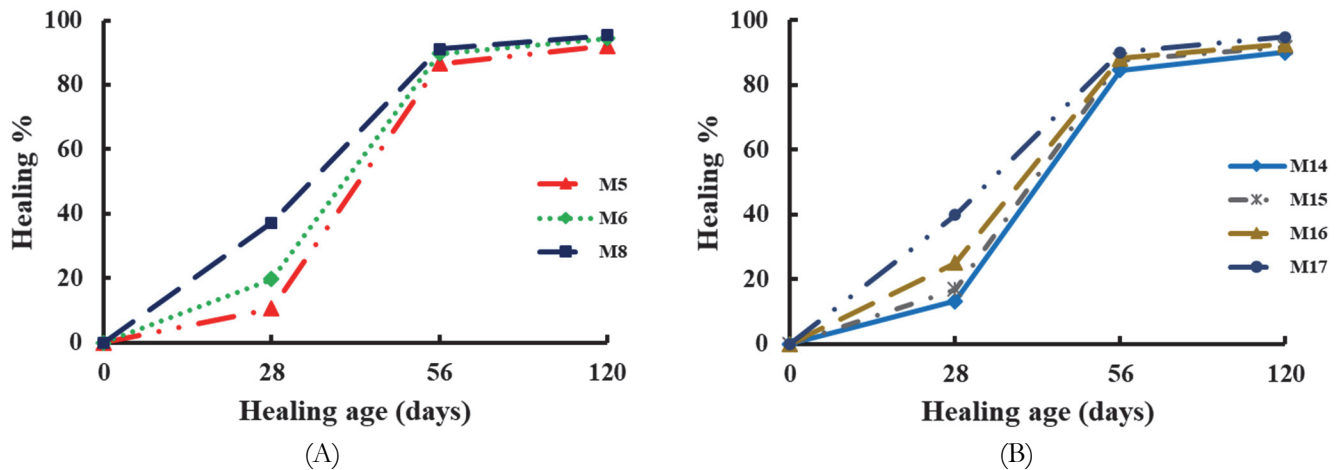 100
80
60
40
20
0
Healing %
0 28 56 120
Healing age (days)
M5
M6
M8
(A)
100
80
60
40
20
0
Healing %
0 28 56 120
Healing age (days)
M14
M15
M16
M17
(B)